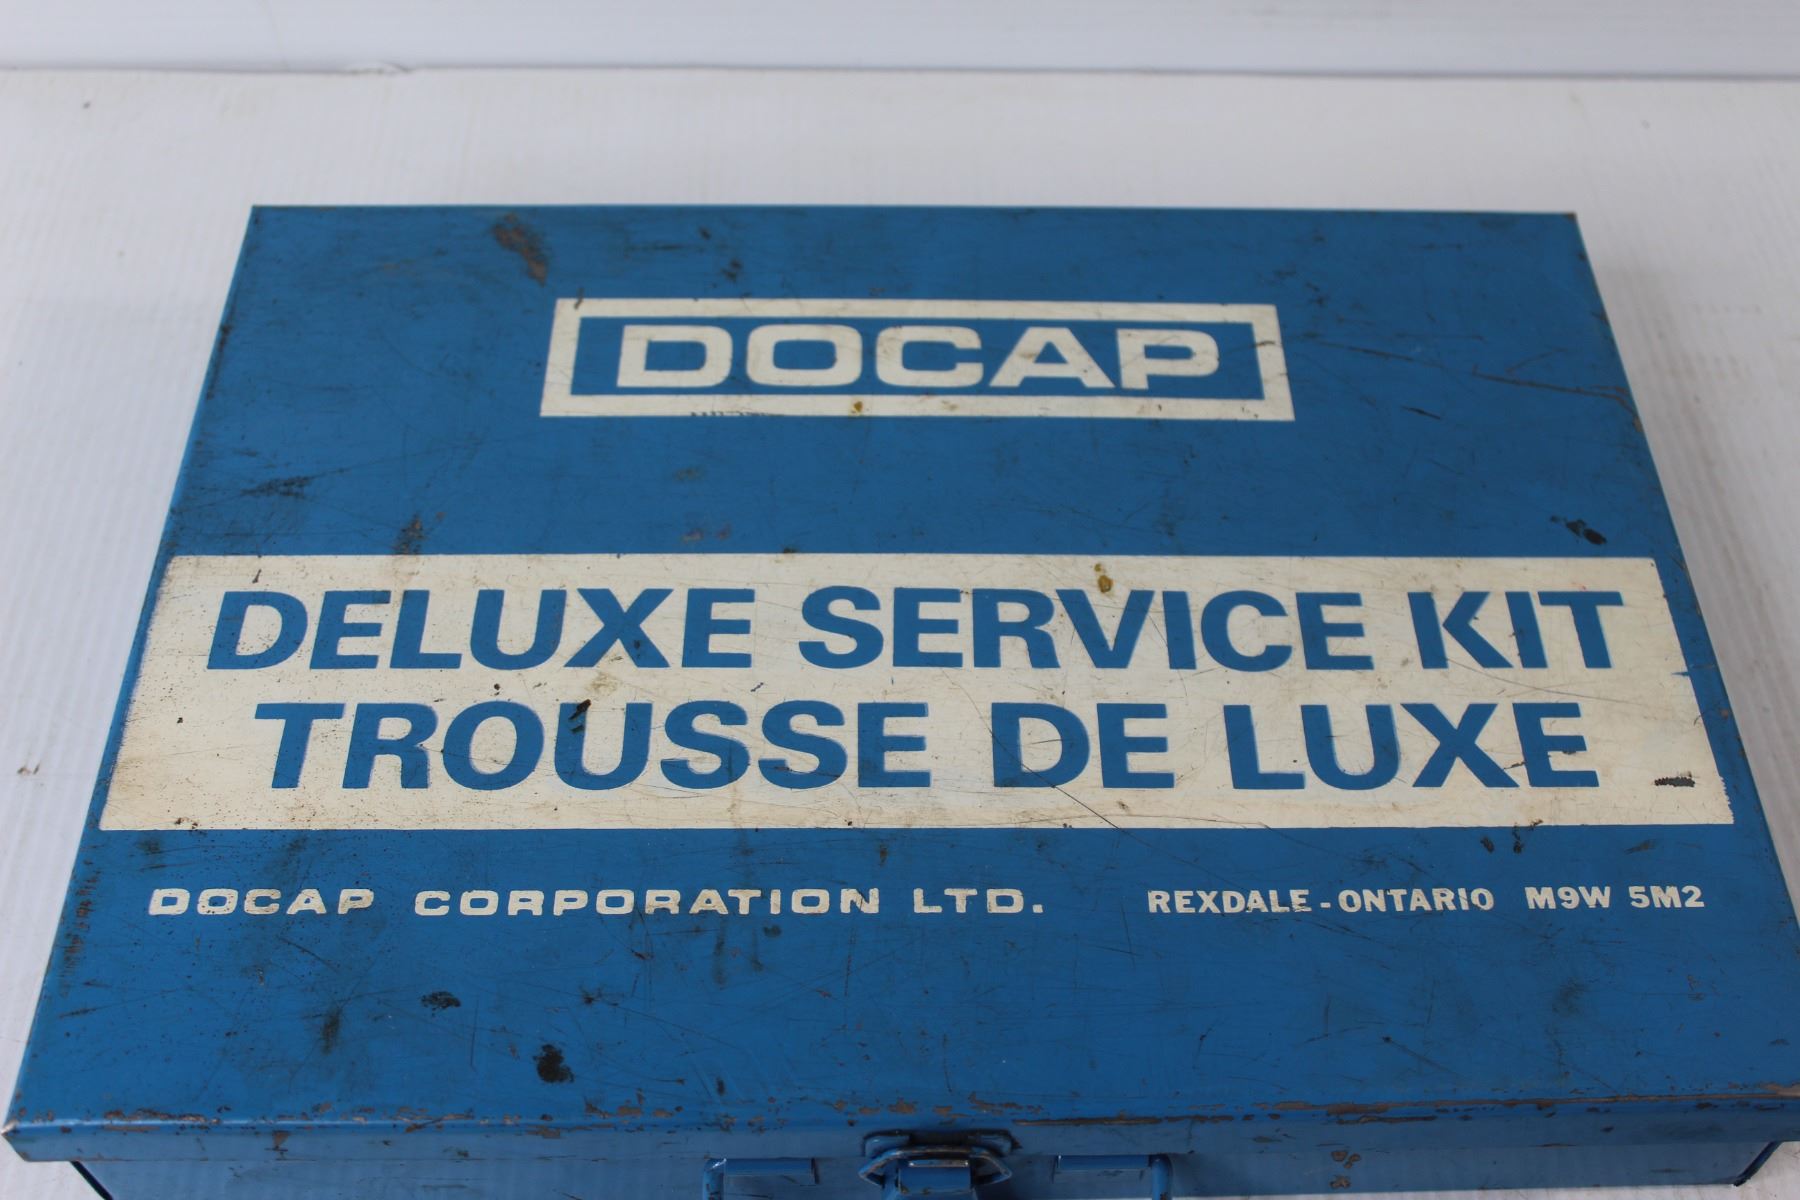 DOCAP
DELUXE SERVICE KIT
TROUSSE DE LUXE
DOCAP CORPORATION LTD. REXDALE - ONTARIO M9W 5M2